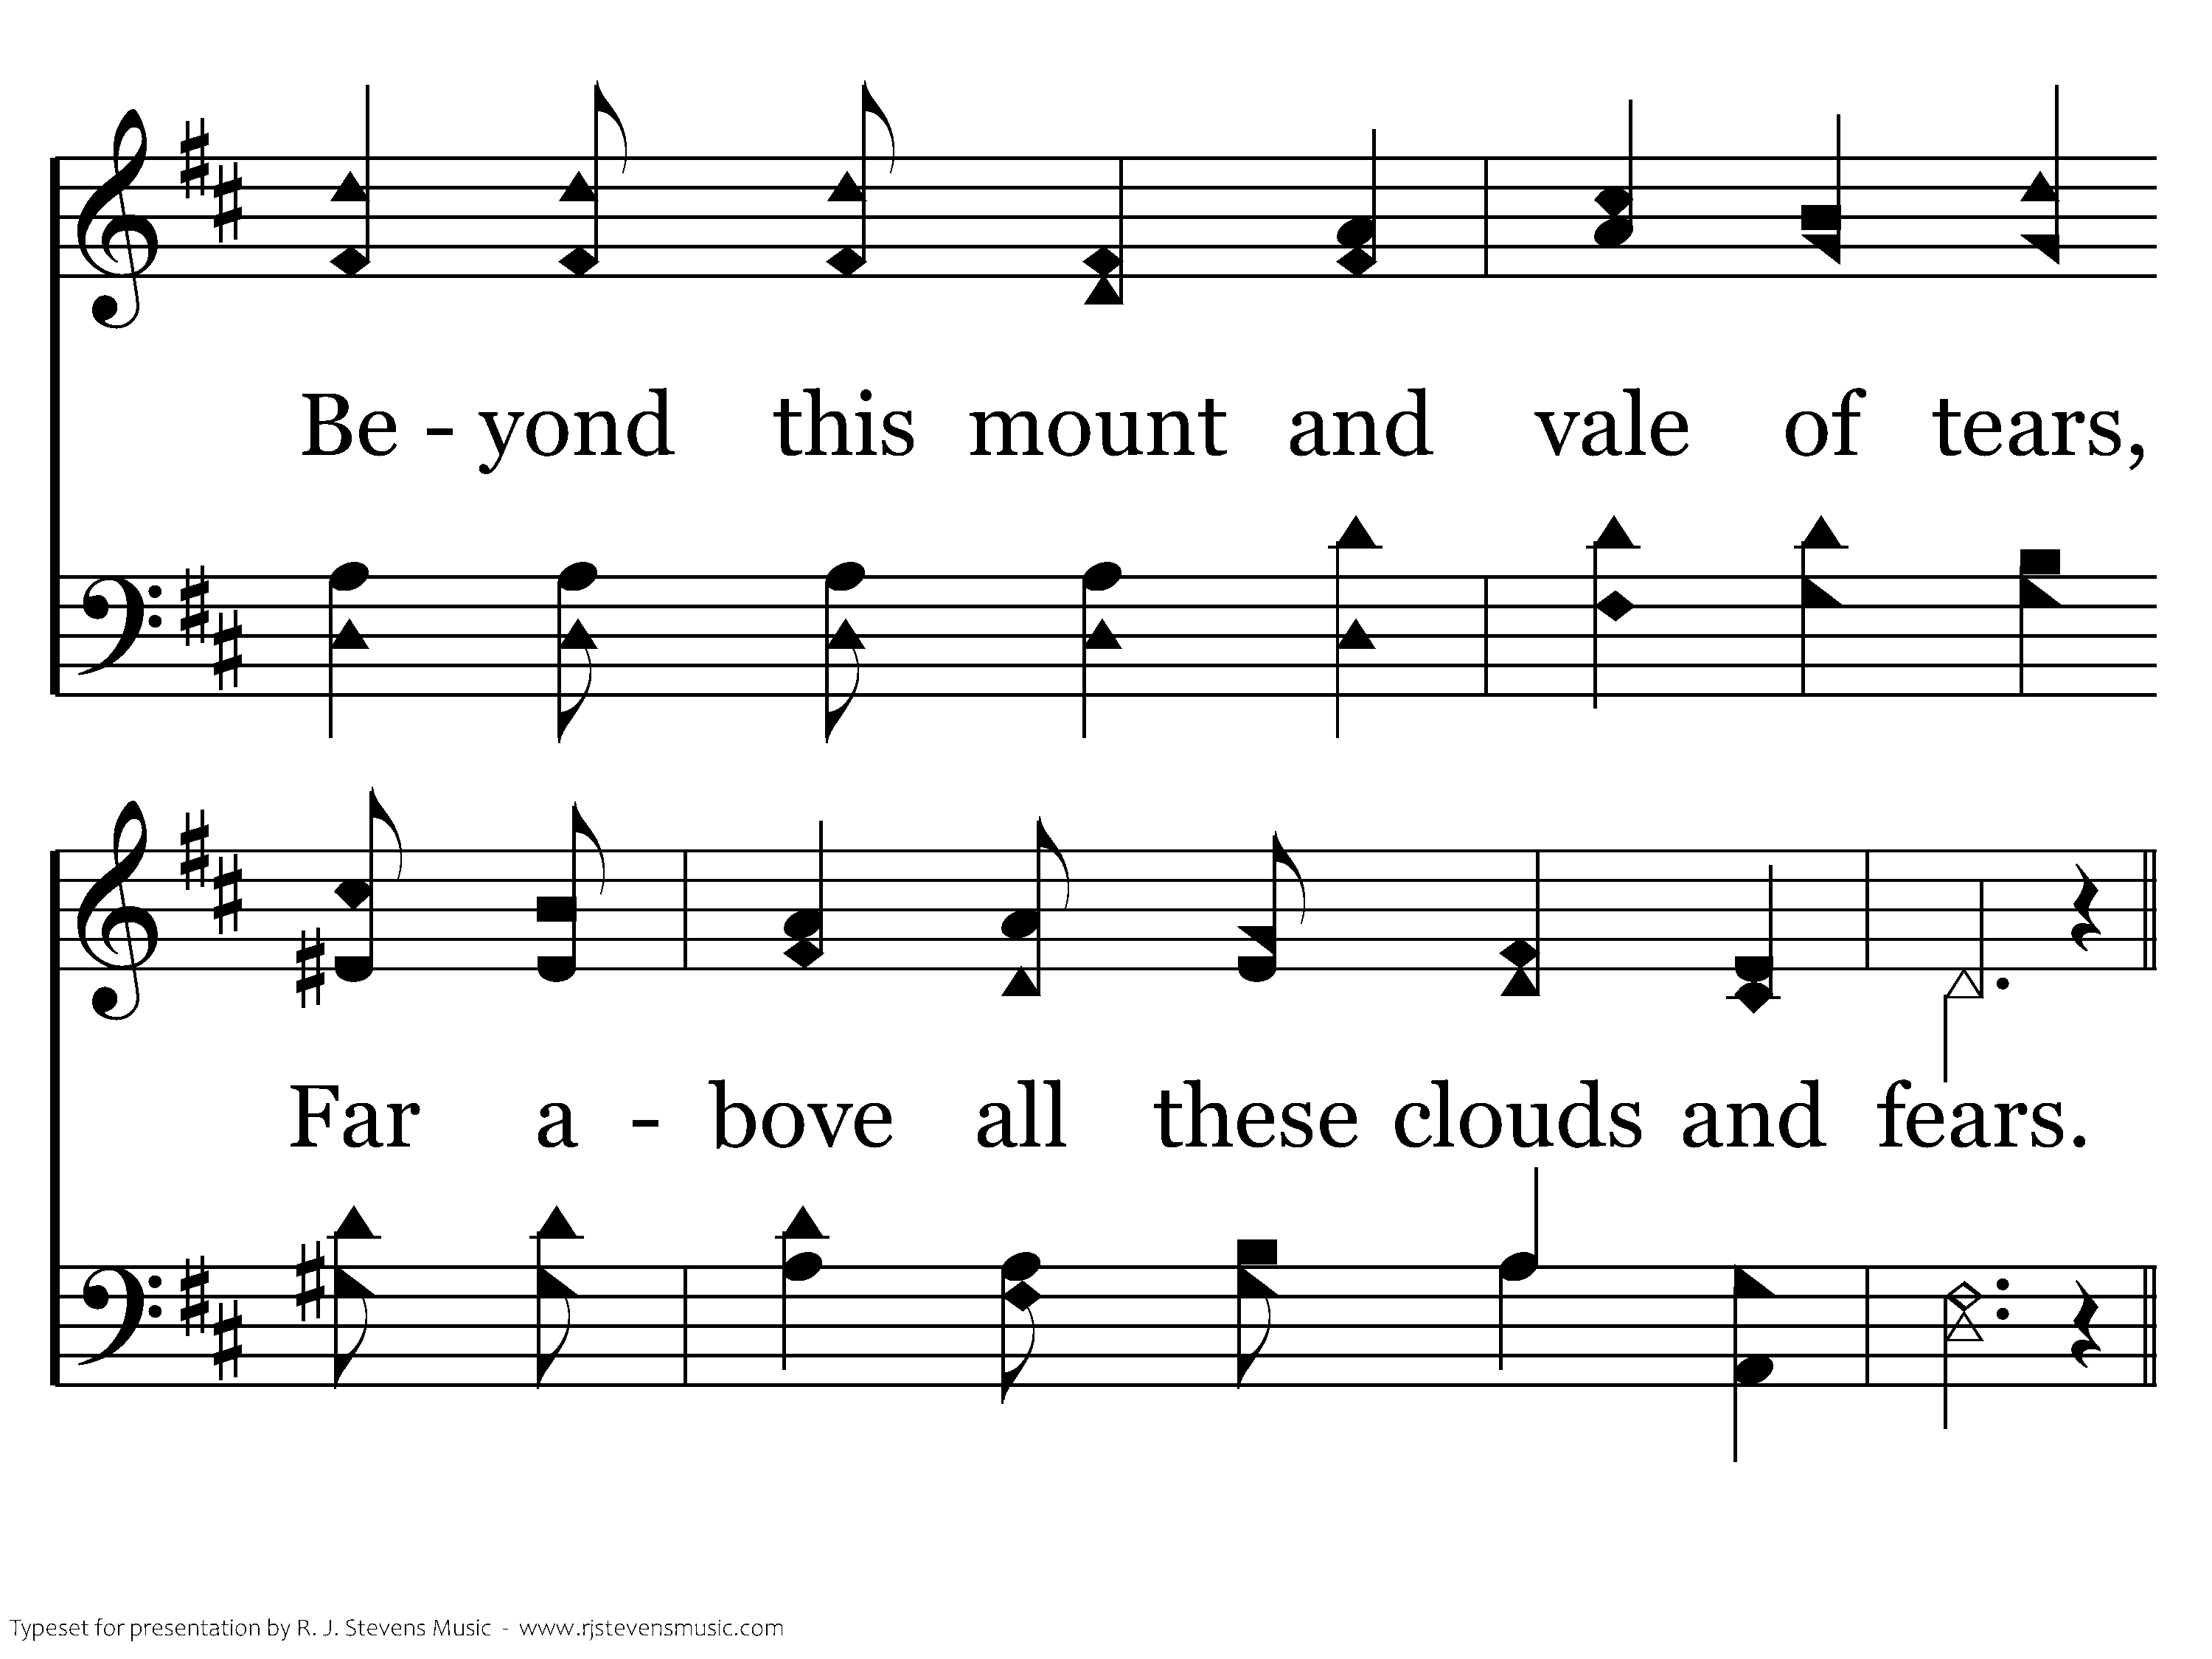 Be - yond this mount and vale of tears,
Far a - bove all these clouds and fears.
Typeset for presentation by R. J. Stevens Music - www.rjstevensmusic.com